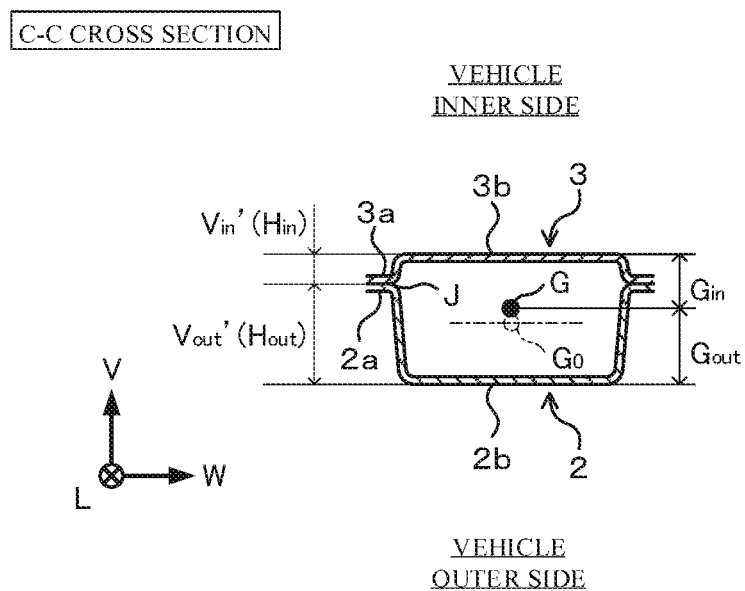 C-C CROSS SECTION
VEHICLE
INNER SIDE
3
3b
3a
Vin’(Hin)
G
Gin
J
Vout’(Hout)
G0
Gout
2a
V
2b
2
W
L
VEHICLE
OUTER SIDE